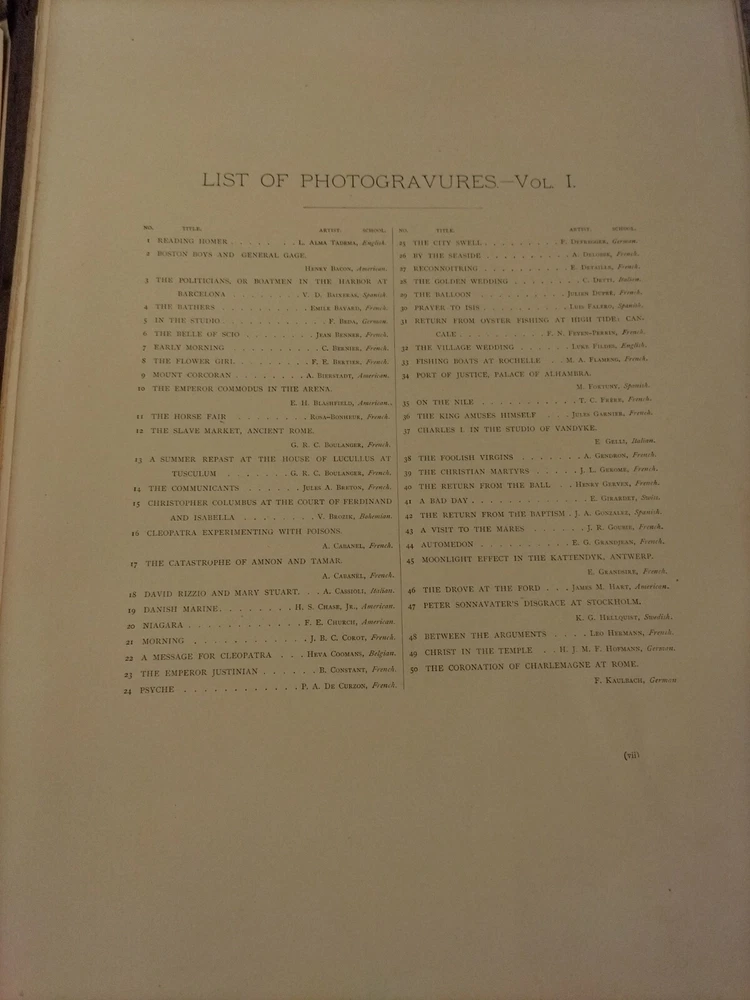 LIST OF PHOTOGRAVURES.—VOL. I.
NO. TITLE. ARTIST. SCHOOL.
1 READING HOMER . . . . . . . L. ALMA TADEMA, English.
2 BOSTON BOYS AND GENERAL GAGE.
HENRY BACON, American.
3 THE POLITICIANS, OR BOATMEN IN THE HARBOR AT
BARCELONA . . . . . . . V. D. BAIXERAS, Spanish.
4 THE BATHERS . . . . . . . . EMILE BAYARD, French.
5 IN THE STUDIO . . . . . . . . . F. BEDA, German.
6 THE BELLE OF SCIO . . . . . . . JEAN BENNER, French.
7 EARLY MORNING . . . . . . . . . C. BERNIER, French.
8 THE FLOWER GIRL . . . . . . . F. E. BERTIER, French.
9 MOUNT CORCORAN . . . . . . . A. BIERSTADT, American.
10 THE EMPEROR COMMODUS IN THE ARENA.
E. H. BLASHFIELD, American.
11 THE HORSE FAIR . . . . . . . . ROSA-BONHEUR, French.
12 THE SLAVE MARKET, ANCIENT ROME.
G. R. C. BOULANGER, French.
13 A SUMMER REPAST AT THE HOUSE OF LUCULLUS AT
TUSCULUM . . . . . . . G. R. C. BOULANGER, French.
14 THE COMMUNICANTS . . . . . . JULES A. BRETON, French.
15 CHRISTOPHER COLUMBUS AT THE COURT OF FERDINAND
AND ISABELLA . . . . . . . . V. BROZIK, Bohemian.
16 CLEOPATRA EXPERIMENTING WITH POISONS.
A. CABANEL, French.
17 THE CATASTROPHE OF AMNON AND TAMAR.
A. CABANEL, French.
18 DAVID RIZZIO AND MARY STUART. . . A. CASSIOLI, Italian.
19 DANISH MARINE. . . . . . . . H. S. CHASE, JR., American.
20 NIAGARA . . . . . . . . . . . F. E. CHURCH, American.
21 MORNING . . . . . . . . . . J. B. C. COROT, French.
22 A MESSAGE FOR CLEOPATRA . . . HEVA COOMANS, Belgian.
23 THE EMPEROR JUSTINIAN . . . . . . B. CONSTANT, French.
24 PSYCHE . . . . . . . . . . . . P. A. DE CURZON, French.
NO. TITLE. ARTIST. SCHOOL.
25 THE CITY SWELL . . . . . . . . . F. DEFREGGER, German.
26 BY THE SEASIDE . . . . . . . . . . A. DELOBBE, French.
27 RECONNOITRING . . . . . . . . . . E. DETAILLE, French.
28 THE GOLDEN WEDDING . . . . . . . . C. DETTI, Italian.
29 THE BALLOON . . . . . . . . . . JULIEN DUPRÉ, French.
30 PRAYER TO ISIS . . . . . . . . . LUIS FALERO, Spanish.
31 RETURN FROM OYSTER FISHING AT HIGH TIDE: CAN-
CALE . . . . . . . . . . F. N. FEYEN-PERRIN, French.
32 THE VILLAGE WEDDING . . . . . . LUKE FILDES, English.
33 FISHING BOATS AT ROCHELLE . . M. A. FLAMENG, French.
34 PORT OF JUSTICE, PALACE OF ALHAMBRA.
M. FORTUNY, Spanish.
35 ON THE NILE . . . . . . . . . . T. C. FRÈRE, French.
36 THE KING AMUSES HIMSELF . . . JULES GARNIER, French.
37 CHARLES I. IN THE STUDIO OF VANDYKE.
E. GELLI, Italian.
38 THE FOOLISH VIRGINS . . . . . . . A. GENDRON, French.
39 THE CHRISTIAN MARTYRS . . . . . J. L. GEROME, French.
40 THE RETURN FROM THE BALL . . HENRY GERVEX, French.
41 A BAD DAY . . . . . . . . . . . . E. GIRARDET, Swiss.
42 THE RETURN FROM THE BAPTISM . J. A. GONZALEZ, Spanish.
43 A VISIT TO THE MARES . . . . . . J. R. GOUBIE, French.
44 AUTOMEDON . . . . . . . . . E. G. GRANDJEAN, French.
45 MOONLIGHT EFFECT IN THE KATTENDYK, ANTWERP.
E. GRANDSIRE, French.
46 THE DROVE AT THE FORD . . . JAMES M. HART, American.
47 PETER SONNAVATER'S DISGRACE AT STOCKHOLM.
K. G. HELLQUIST, Swedish.
48 BETWEEN THE ARGUMENTS . . . . LEO HERMANN, French.
49 CHRIST IN THE TEMPLE . . H. J. M. F. HOFMANN, German.
50 THE CORONATION OF CHARLEMAGNE AT ROME.
F. KAULBACH, German
(vii)